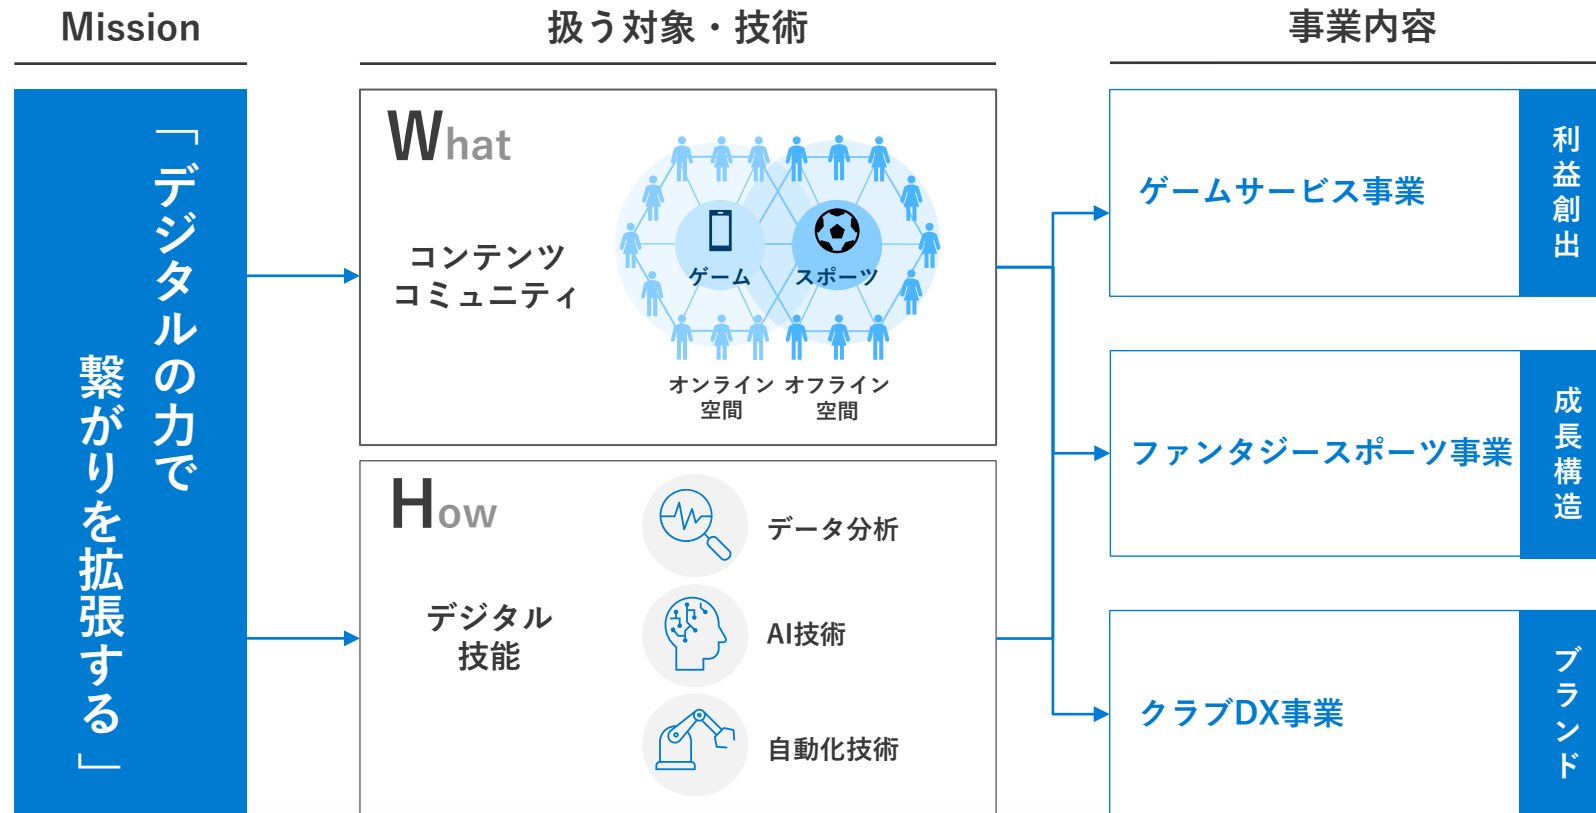 Mission
扱う対象・技術
事業内容
「デジタルの力で
繋がりを拡張する」
What
コンテンツ
コミュニティ
ゲーム
スポーツ
オンライン
空間
オフライン
空間
How
デジタル
技能
データ分析
AI技術
自動化技術
ゲームサービス事業
利益創出
ファンタジースポーツ事業
成長構造
クラブDX事業
ブランド